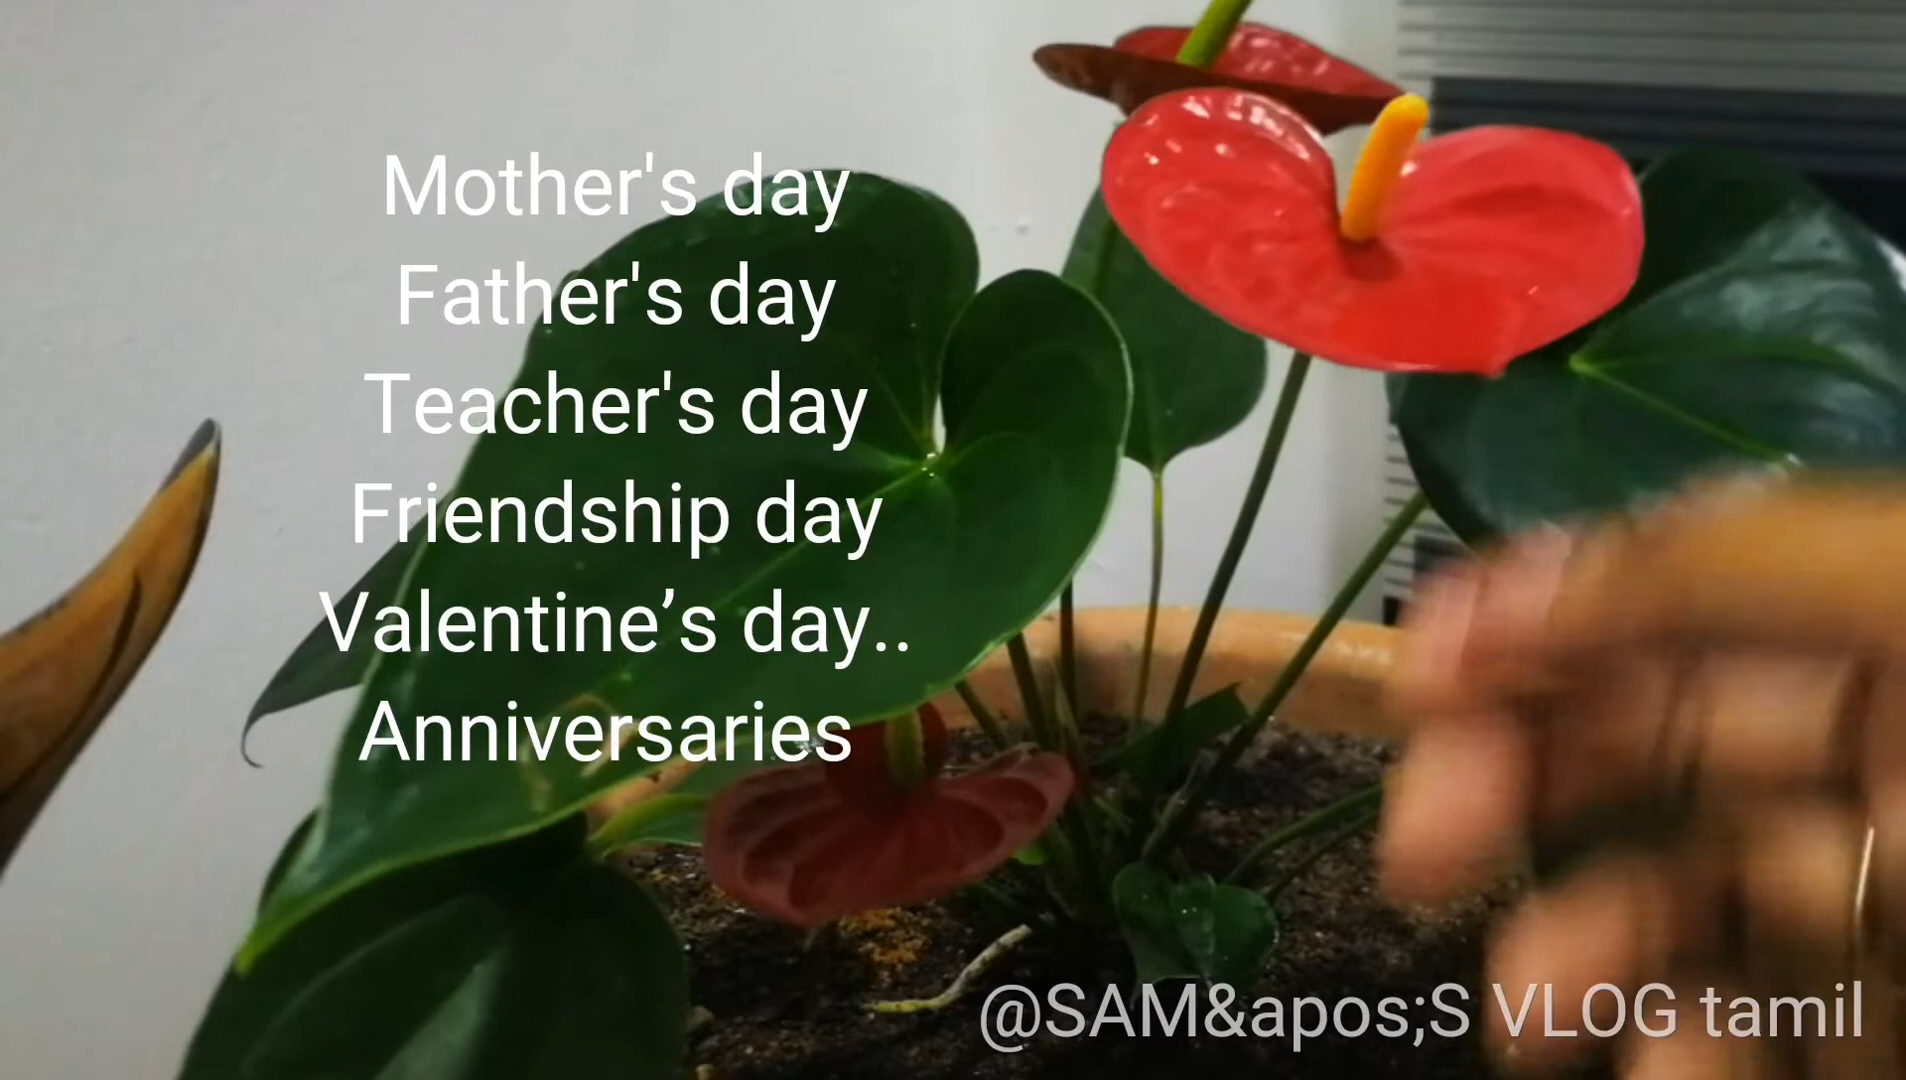 Mother's day
Father's day
Teacher's day
Friendship day
Valentine’s day..
Anniversaries
@SAM&apos;S VLOG tamil